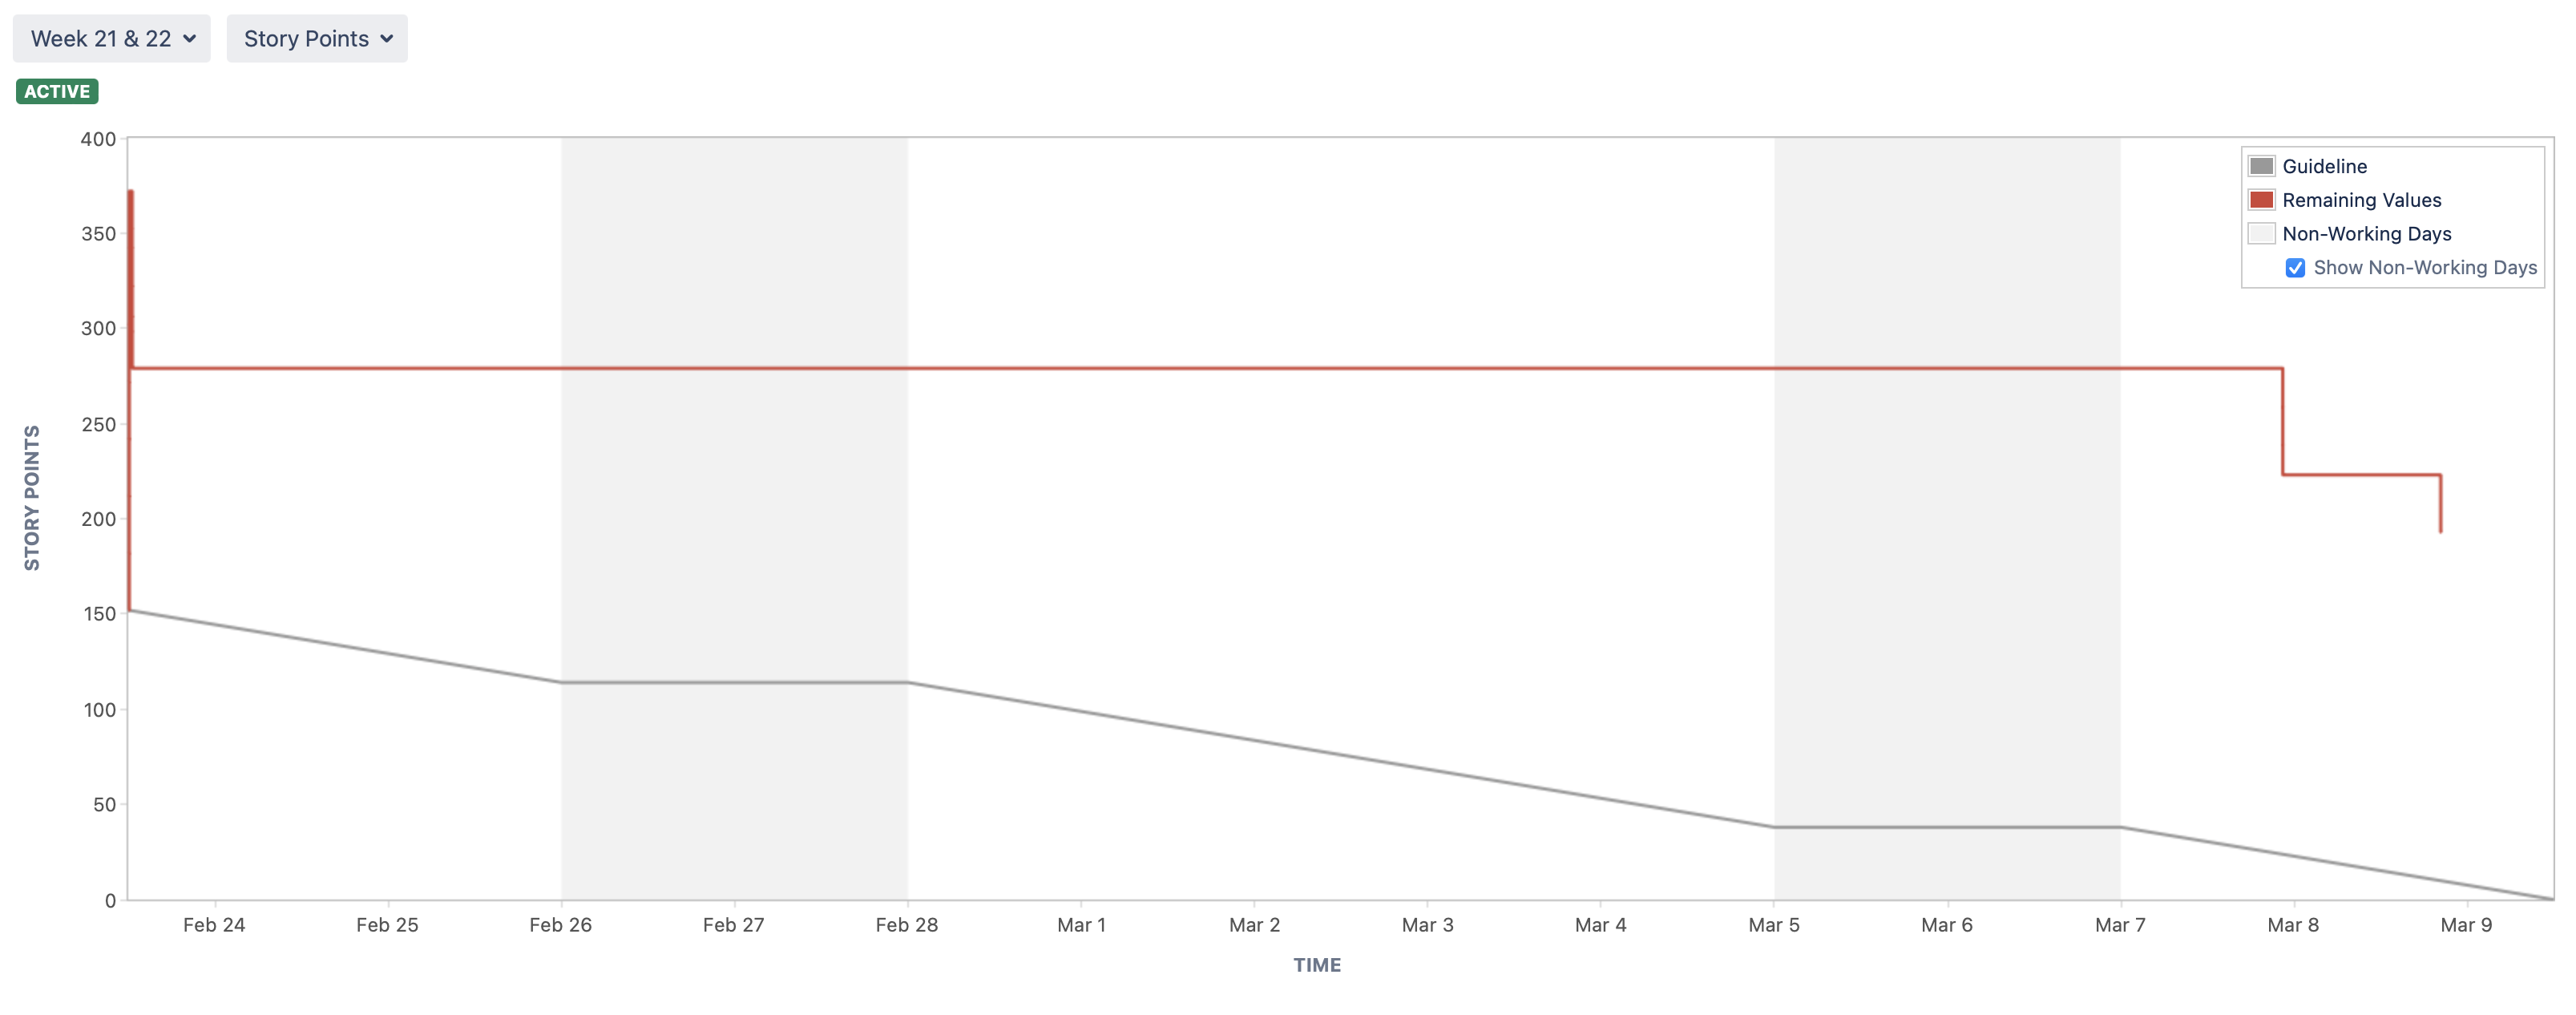 Week 21 & 22 Story Points
ACTIVE
400
350
300
250
200
150
100
50
0
STORY POINTS
Guideline
Remaining Values
Non-Working Days
Show Non-Working Days
Feb 24 Feb 25 Feb 26 Feb 27 Feb 28 Mar 1 Mar 2 Mar 3 Mar 4 Mar 5 Mar 6 Mar 7 Mar 8 Mar 9
TIME